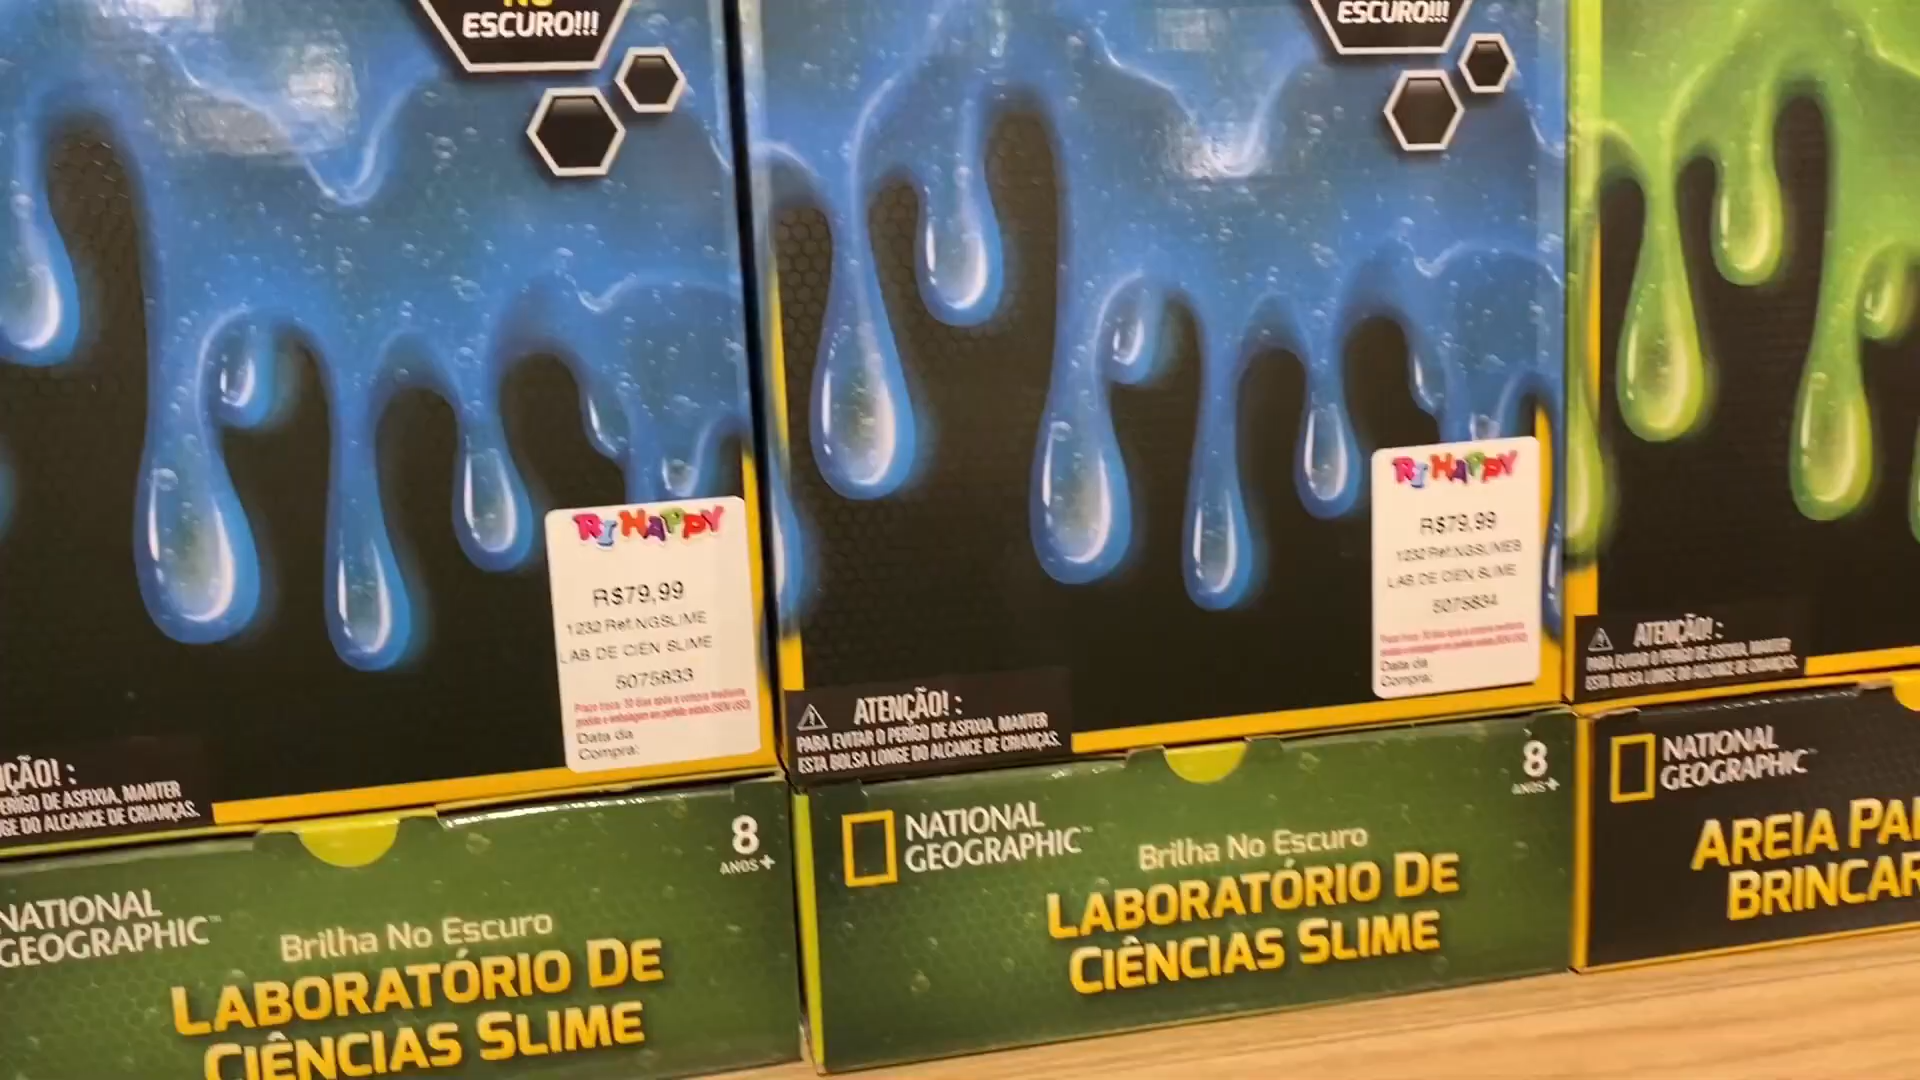 NO
ESCURO!!!
RI HAPPY
R$79,99
1232 Ref.NGSLIME
LAB DE CIEN SLIME
5075833
Data da
Compra:
ÇÃO! :
PERIGO DE ASFIXIA, MANTER
GE DO ALCANCE DE CRIANÇAS.
NATIONAL
GEOGRAPHIC™
8
ANOS+
Brilha No Escuro
LABORATÓRIO DE
CIÊNCIAS SLIME
ESCURO!!!
RI HAPPY
R$79,99
1232 Ref.NGSLIMEB
LAB DE CIEN SLIME
5075834
Data da
Compra:
ATENÇÃO! :
PARA EVITAR O PERIGO DE ASFIXIA, MANTER
ESTA BOLSA LONGE DO ALCANCE DE CRIANÇAS.
NATIONAL
GEOGRAPHIC™
8
ANOS+
Brilha No Escuro
LABORATÓRIO DE
CIÊNCIAS SLIME
ATENÇÃO! :
PARA EVITAR O PERIGO DE ASFIXIA, MANTER
ESTA BOLSA LONGE DO ALCANCE DE CRIANÇAS.
NATIONAL
GEOGRAPHIC™
AREIA PA
BRINCAR